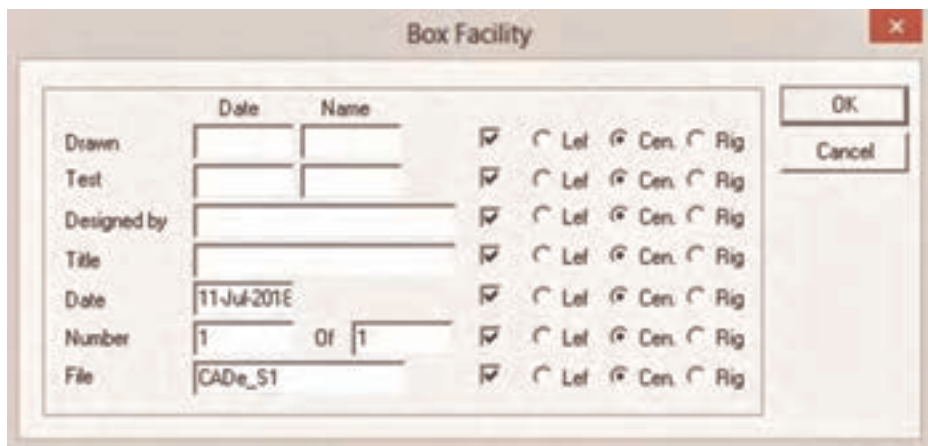 Box Facility
Date Name
Drawn Lef Cen. Rig
Test Lef Cen. Rig
Designed by Lef Cen. Rig
Title Lef Cen. Rig
Date 11-Jul-2018 Lef Cen. Rig
Number 1 Of 1 Lef Cen. Rig
File CADe_S1 Lef Cen. Rig
OK
Cancel